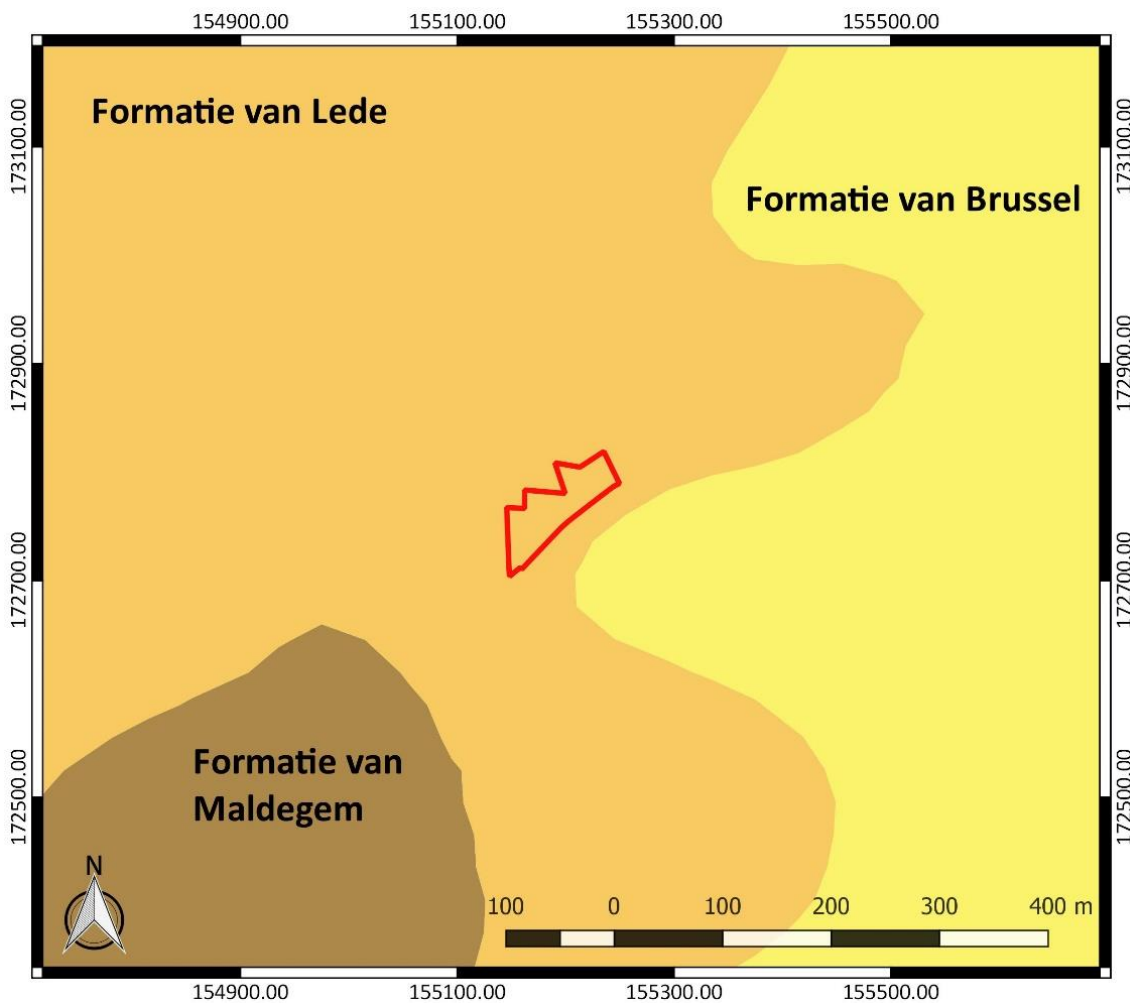 154900.00 155100.00 155300.00 155500.00
173100.00 173100.00
172900.00 172900.00
172700.00 172700.00
172500.00 172500.00
Formatie van Lede
Formatie van Brussel
Formatie van
Maldegem
N
100 0 100 200 300 400 m
154900.00 155100.00 155300.00 155500.00